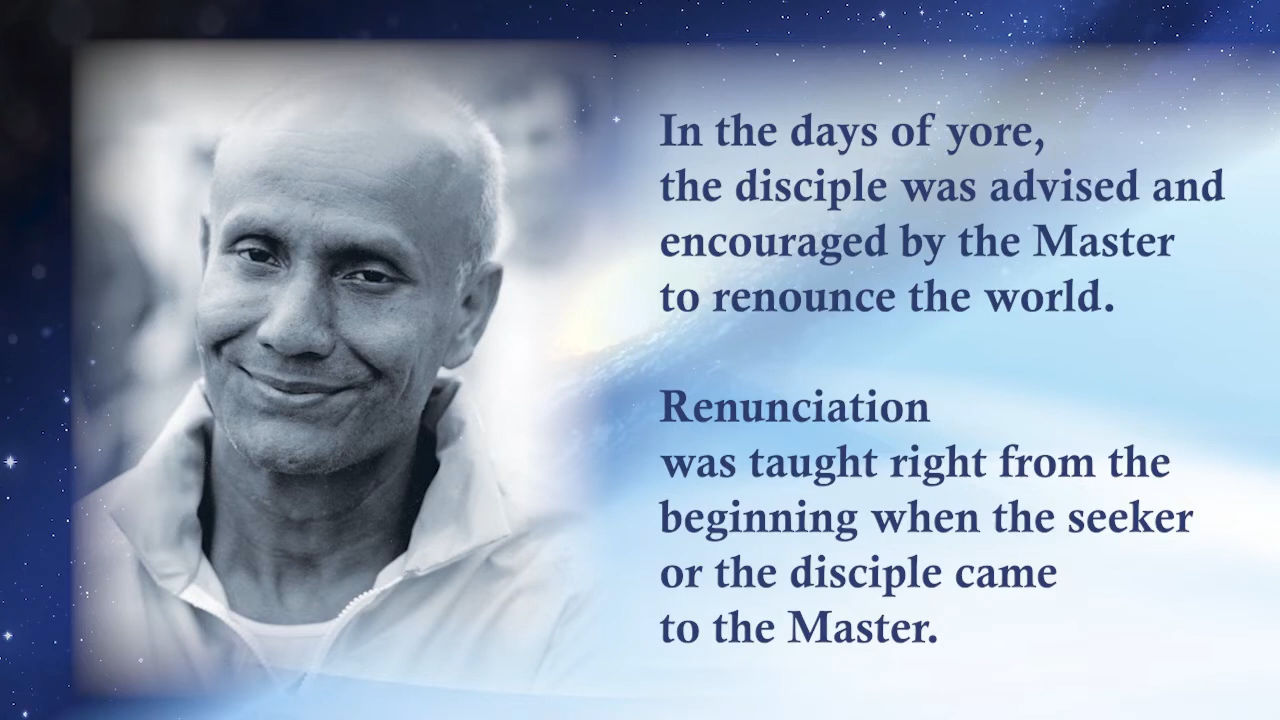 In the days of yore,
the disciple was advised and
encouraged by the Master
to renounce the world.
Renunciation
was taught right from the
beginning when the seeker
or the disciple came
to the Master.